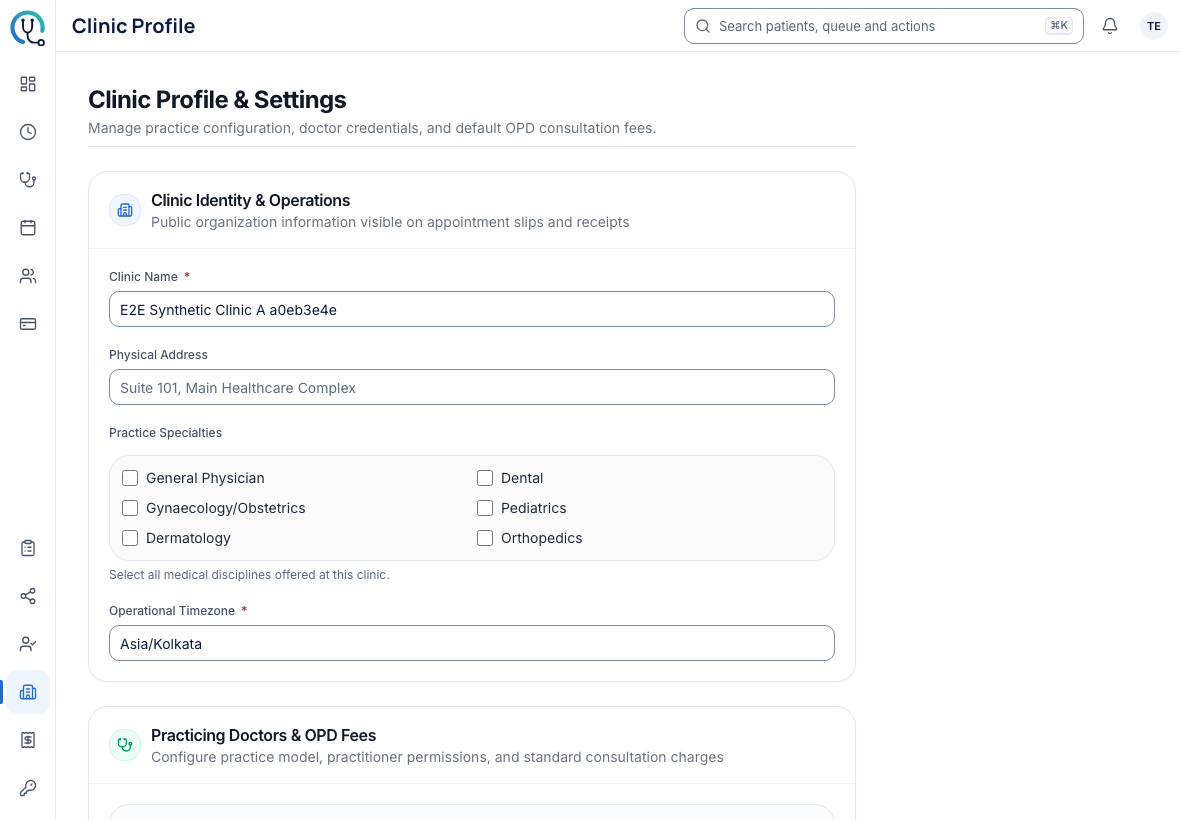 Clinic Profile
Search patients, queue and actions
⌘K
TE
Clinic Profile & Settings
Manage practice configuration, doctor credentials, and default OPD consultation fees.
Clinic Identity & Operations
Public organization information visible on appointment slips and receipts
Clinic Name *
E2E Synthetic Clinic A a0eb3e4e
Physical Address
Suite 101, Main Healthcare Complex
Practice Specialties
General Physician
Dental
Gynaecology/Obstetrics
Pediatrics
Dermatology
Orthopedics
Select all medical disciplines offered at this clinic.
Operational Timezone *
Asia/Kolkata
Practicing Doctors & OPD Fees
Configure practice model, practitioner permissions, and standard consultation charges